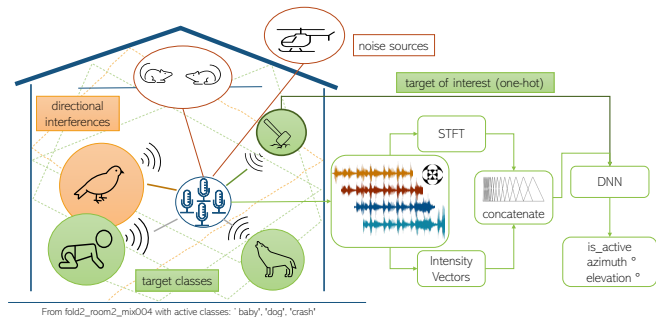 noise sources
target of interest (one-hot)
directional
interferences
STFT
DNN
concatenate
Intensity
Vectors
is_active
azimuth °
elevation °
target classes
From fold2_room2_mix004 with active classes: ` baby', 'dog', 'crash'